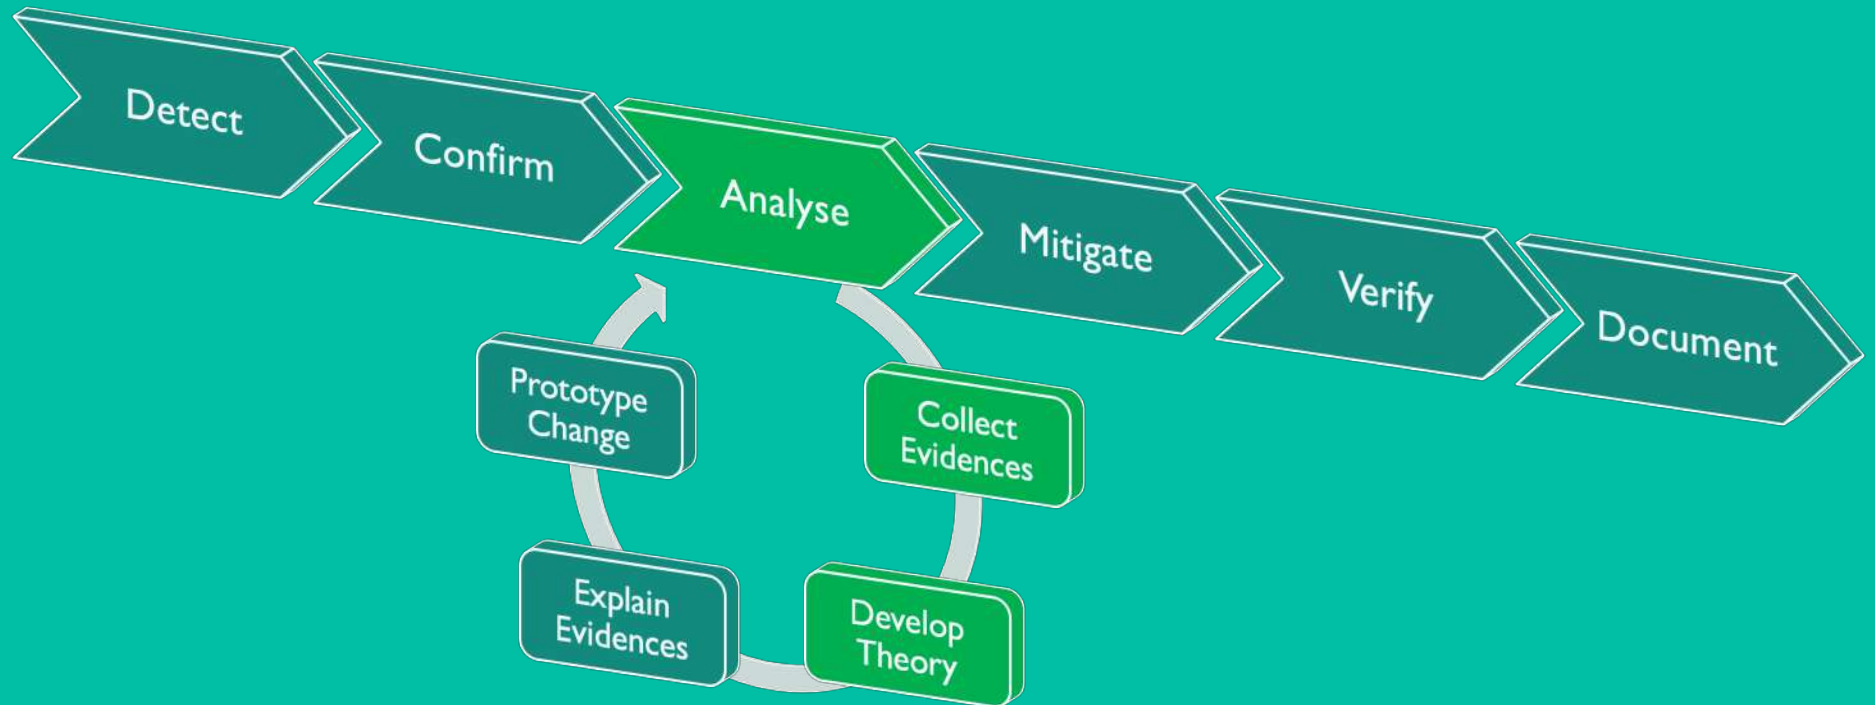 Detect
Confirm
Analyse
Mitigate
Verify
Document
Prototype
Change
Collect
Evidences
Explain
Evidences
Develop
Theory